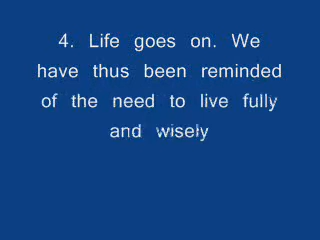 4. Life goes on. We
have thus been reminded
of the need to live fully
and wisely